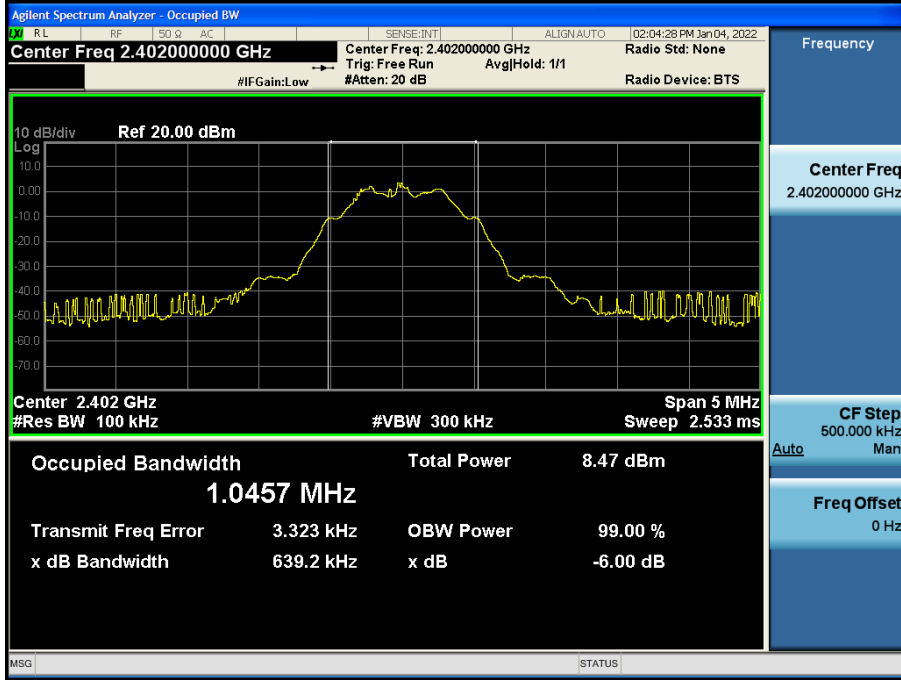 Agilent Spectrum Analyzer - Occupied BW
LXI RL RF 50 Ω AC SENSE:INT ALIGN AUTO 02:04:28 PM Jan 04, 2022
Center Freq 2.402000000 GHz
Center Freq: 2.402000000 GHz
Radio Std: None
Trig: Free Run Avg|Hold: 1/1
#IFGain:Low
#Atten: 20 dB
Radio Device: BTS
10 dB/div Ref 20.00 dBm
Log
10.0
0.00
-10.0
-20.0
-30.0
-40.0
-50.0
-60.0
-70.0
Center 2.402 GHz Span 5 MHz
#Res BW 100 kHz #VBW 300 kHz Sweep 2.533 ms
Occupied Bandwidth Total Power 8.47 dBm
1.0457 MHz
Transmit Freq Error 3.323 kHz OBW Power 99.00 %
x dB Bandwidth 639.2 kHz x dB -6.00 dB
MSG STATUS
Frequency
Center Freq
2.402000000 GHz
CF Step
500.000 kHz
Auto Man
Freq Offset
0 Hz